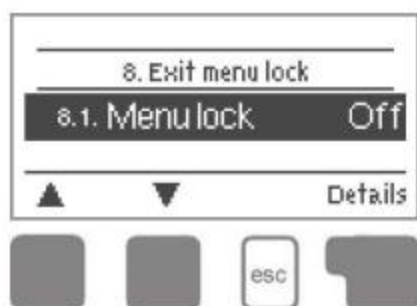 8. Exit menu lock
8.1. Menu lock Off
▲ ▼ Details
esc